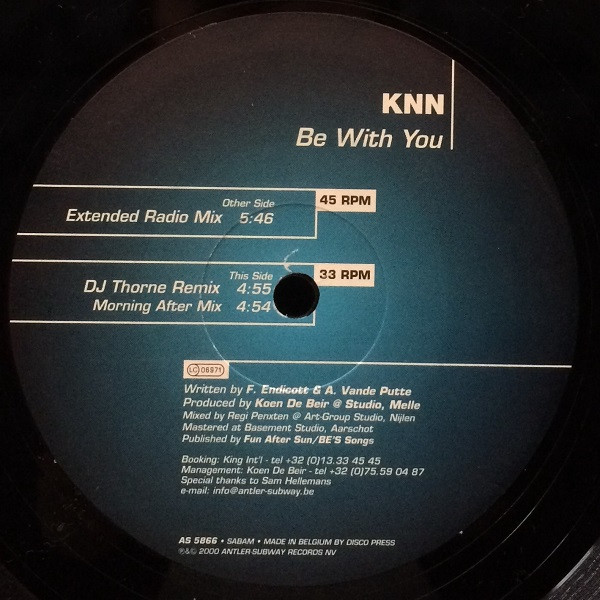 KNN
Be With You
Other Side
45 RPM
Extended Radio Mix 5:46
This Side
33 RPM
DJ Thorne Remix 4:55
Morning After Mix 4:54
LC 06971
Written by F. Endicott & A. Vande Putte
Produced by Koen De Beir @ Studio, Melle
Mixed by Regi Penxten @ Art-Group Studio, Nijlen
Mastered at Basement Studio, Aarschot
Published by Fun After Sun/BE'S Songs
Booking: King Int'l - tel +32 (0)13.33 45 45
Management: Koen De Beir - tel +32 (0)75.59 04 87
Special thanks to Sam Hellemans
e-mail: info@antler-subway.be
AS 5866 • SABAM • MADE IN BELGIUM BY DISCO PRESS
℗&© 2000 ANTLER-SUBWAY RECORDS NV